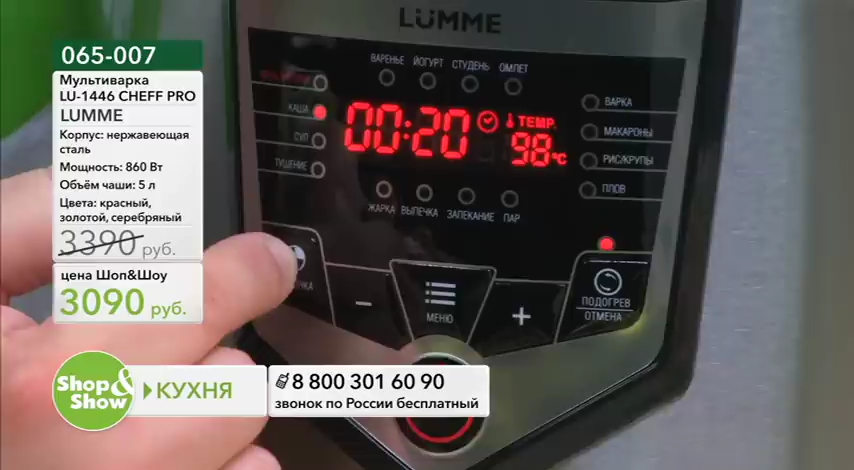 065-007
Мультиварка
LU-1446 CHEFF PRO
LUMME
Корпус: нержавеющая
сталь
Мощность: 860 Вт
Объём чаши: 5 л
Цвета: красный,
золотой, серебряный
3390 руб.
цена Шоп&Шоу
3090 руб.
Shop&
Show
КУХНЯ
8 800 301 60 90
звонок по России бесплатный
LUMME
ВАРЕНЬЕ ЙОГУРТ СТУДЕНЬ ОМЛЕТ
КАША
СУП
ТУШЕНИЕ
00:20
ТЕМР.
98°C
ВАРКА
МАКАРОНЫ
РИС/КРУПЫ
ПЛОВ
ЖАРКА ВЫПЕЧКА ЗАПЕКАНИЕ ПАР
− МЕНЮ +
ПОДОГРЕВ
ОТМЕНА